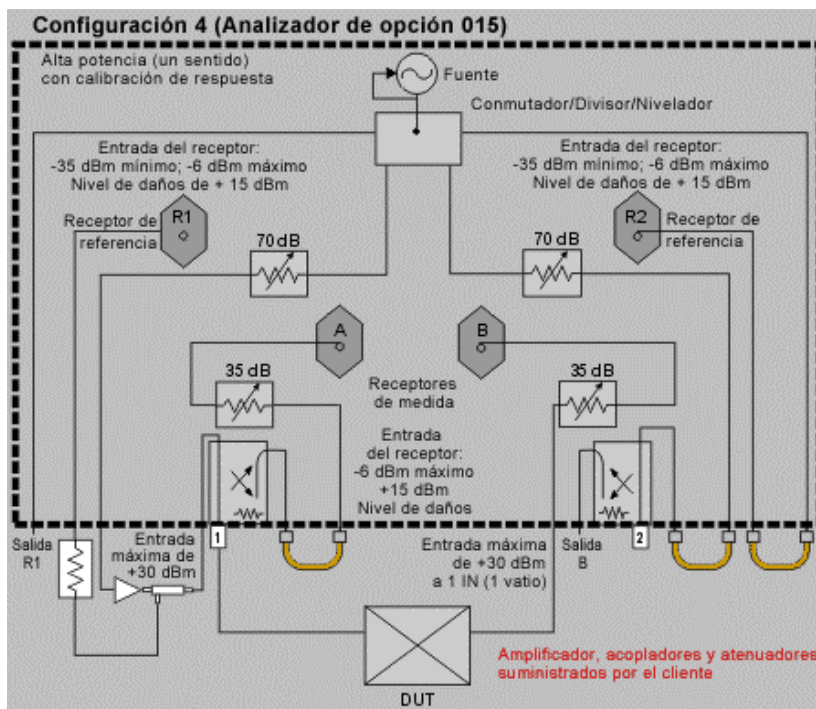 Configuración 4 (Analizador de opción 015)
Alta potencia (un sentido)
con calibración de respuesta
Fuente
Conmutador/Divisor/Nivelador
Entrada del receptor:
-35 dBm mínimo; -6 dBm máximo
Nivel de daños de + 15 dBm
Entrada del receptor:
-35 dBm mínimo; -6 dBm máximo
Nivel de daños de + 15 dBm
Receptor de
referencia
R1
R2
Receptor de
referencia
70 dB
70 dB
A
B
35 dB
35 dB
Receptores
de medida
Entrada
del receptor:
-6 dBm máximo
+15 dBm
Nivel de daños
Salida
R1
Entrada
máxima de
+30 dBm
1
Entrada máxima
de +30 dBm
a 1 IN (1 vatio)
Salida
B
2
Amplificador, acopladores y atenuadores
suministrados por el cliente
DUT